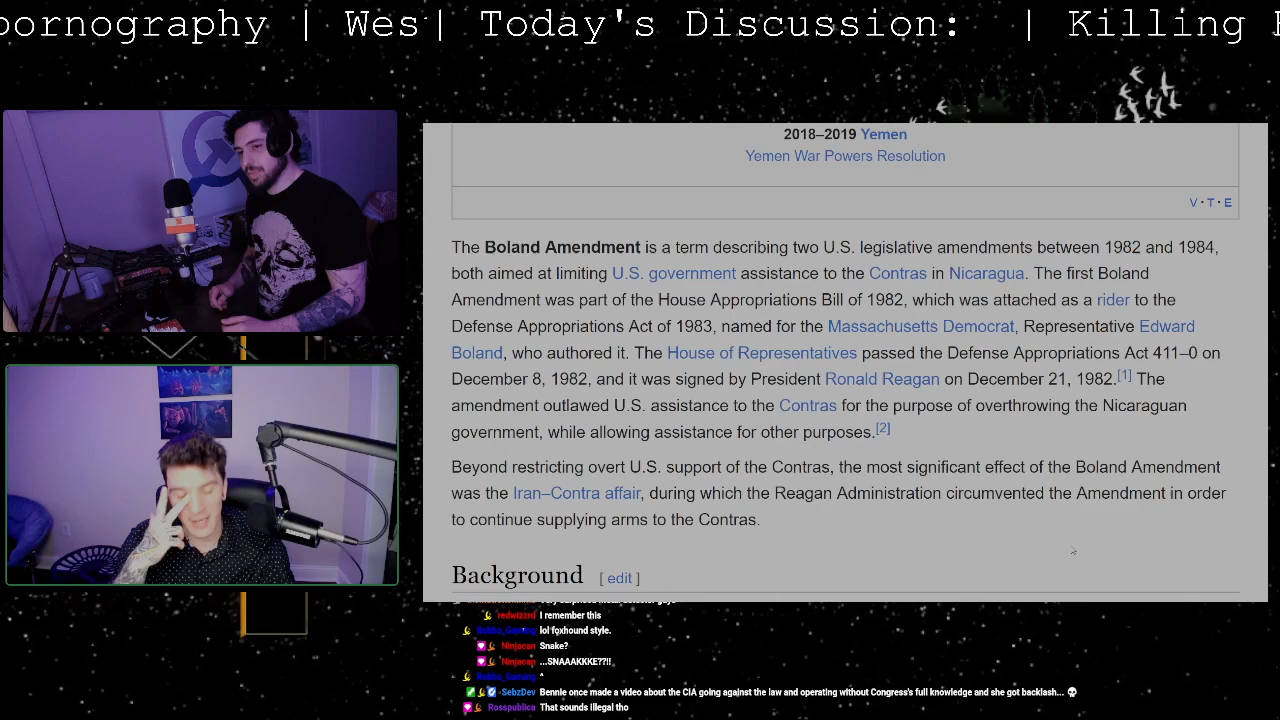 pornography | Wes | Today's Discussion: | Killing
2018–2019 Yemen
Yemen War Powers Resolution
V · T · E
The Boland Amendment is a term describing two U.S. legislative amendments between 1982 and 1984,
both aimed at limiting U.S. government assistance to the Contras in Nicaragua. The first Boland
Amendment was part of the House Appropriations Bill of 1982, which was attached as a rider to the
Defense Appropriations Act of 1983, named for the Massachusetts Democrat, Representative Edward
Boland, who authored it. The House of Representatives passed the Defense Appropriations Act 411–0 on
December 8, 1982, and it was signed by President Ronald Reagan on December 21, 1982.[1] The
amendment outlawed U.S. assistance to the Contras for the purpose of overthrowing the Nicaraguan
government, while allowing assistance for other purposes.[2]
Beyond restricting overt U.S. support of the Contras, the most significant effect of the Boland Amendment
was the Iran–Contra affair, during which the Reagan Administration circumvented the Amendment in order
to continue supplying arms to the Contras.
Background [ edit ]
redwizzrd I remember this
Robbo_Gaming lol foxhound style.
Ninjacan Snake?
Ninjacan ...SNAAAKKKE??!!
Robbo_Gaming ^
-SebzDev Bennie once made a video about the CIA going against the law and operating without Congress's full knowledge and she got backlash... 💀
Rosspublica That sounds illegal tho